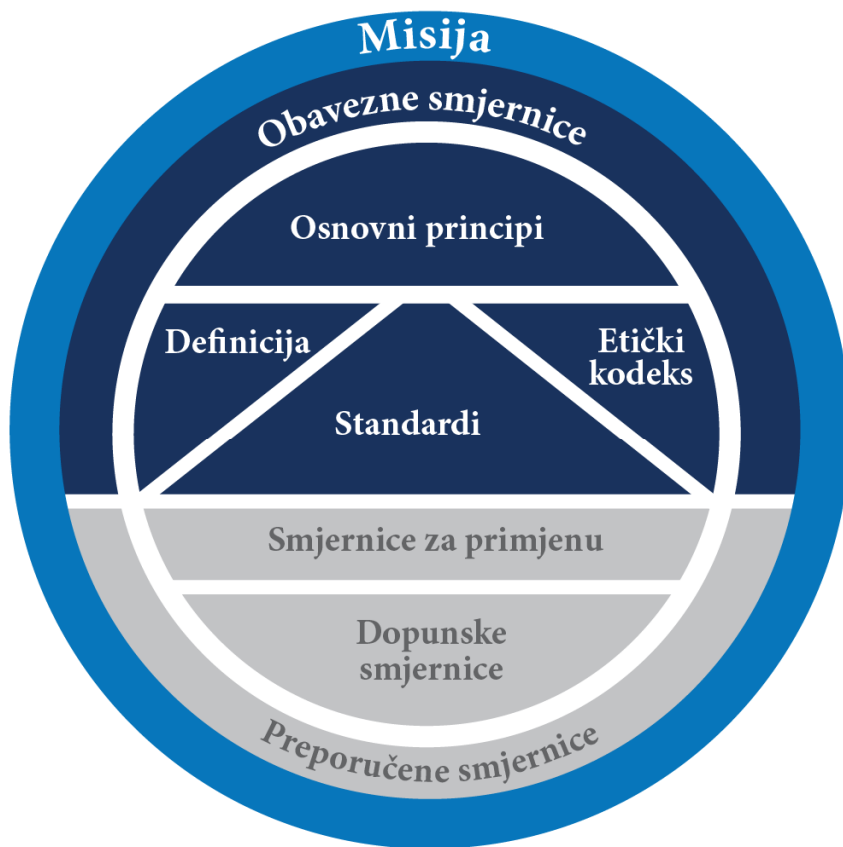 Misija
Obavezne smjernice
Osnovni principi
Definicija
Etički
kodeks
Standardi
Smjernice za primjenu
Dopunske
smjernice
Preporučene smjernice